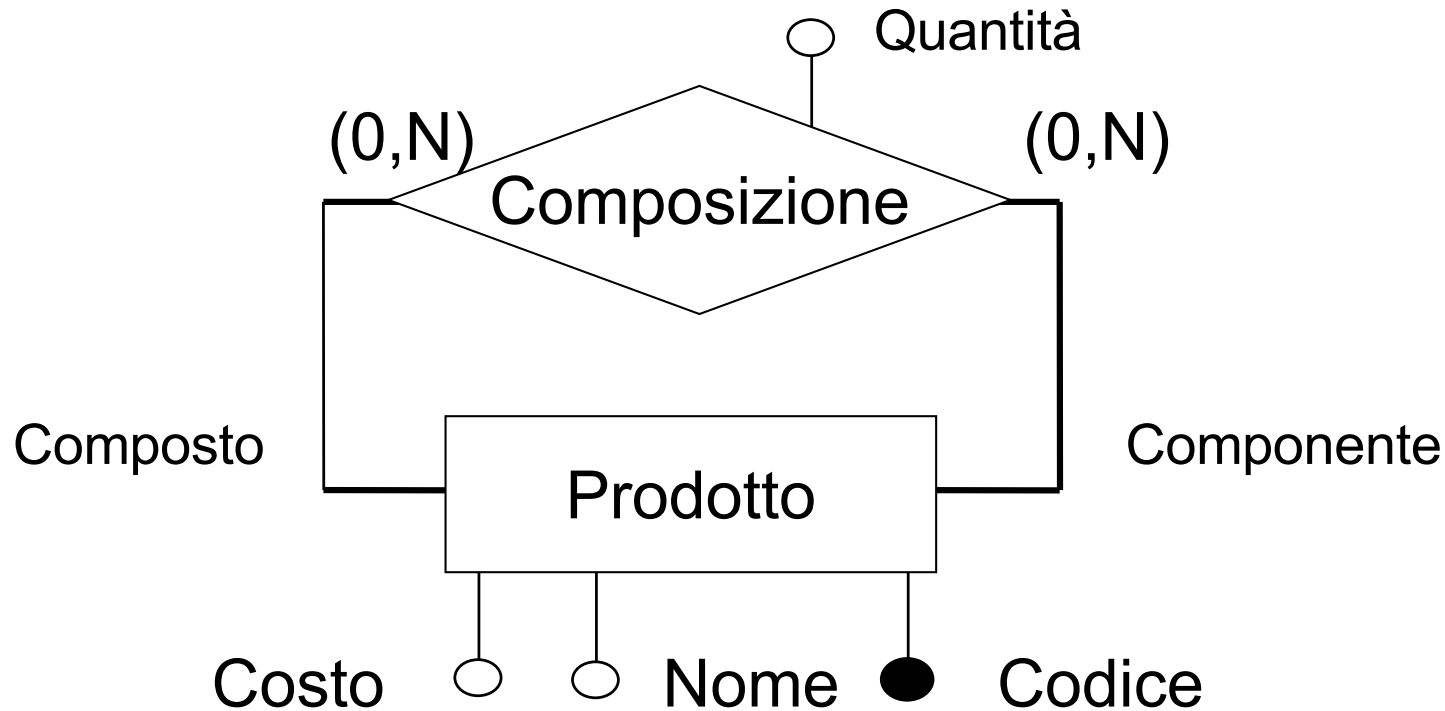 Quantità
(0,N)
(0,N)
Composizione
Composto
Componente
Prodotto
Costo
Nome
Codice